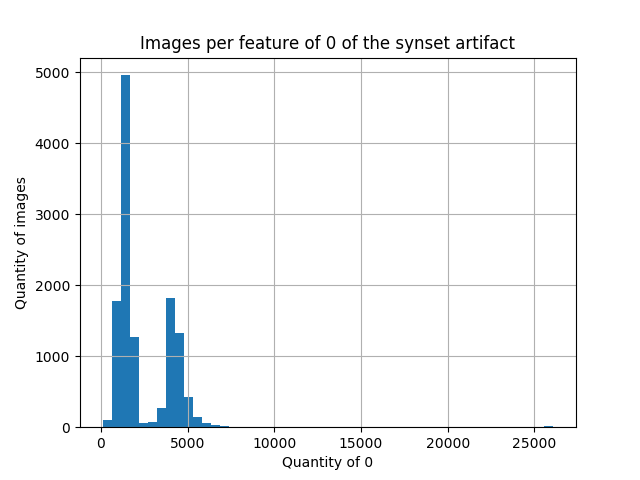 Images per feature of 0 of the synset artifact
5000
4000
3000
2000
1000
0
Quantity of images
0 5000 10000 15000 20000 25000
Quantity of 0